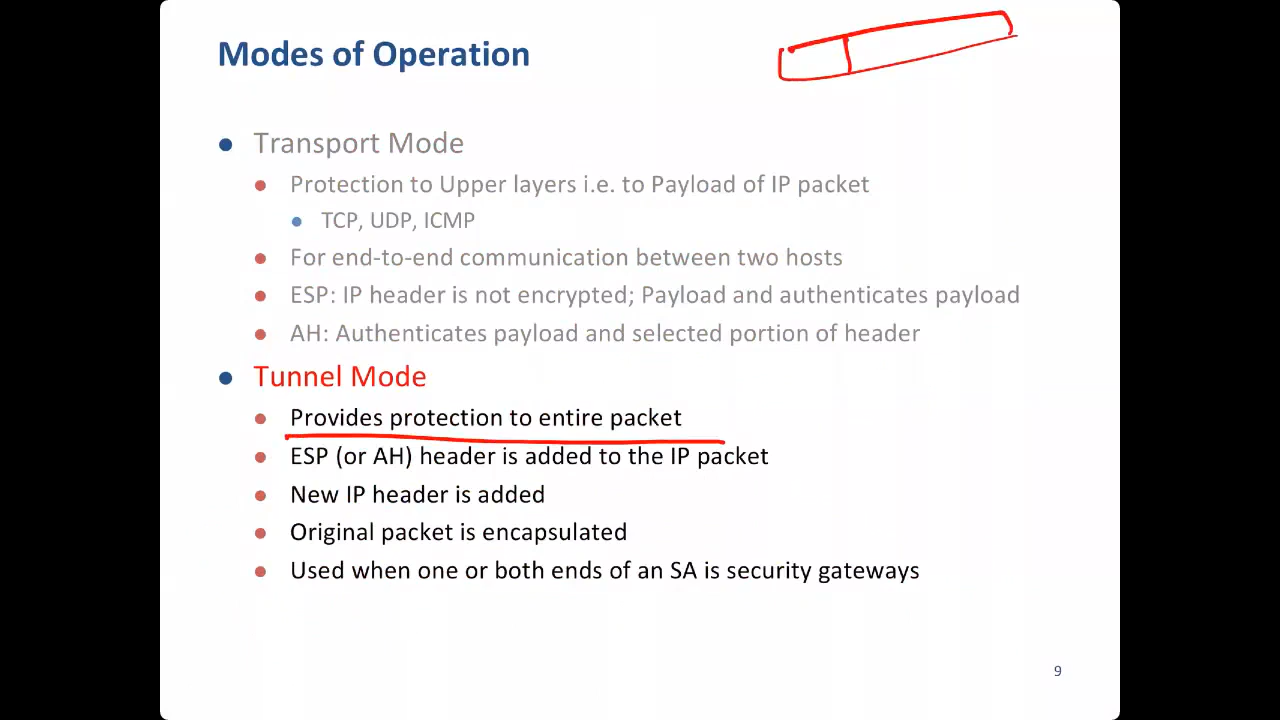 Modes of Operation
Transport Mode
Protection to Upper layers i.e. to Payload of IP packet
TCP, UDP, ICMP
For end-to-end communication between two hosts
ESP: IP header is not encrypted; Payload and authenticates payload
AH: Authenticates payload and selected portion of header
Tunnel Mode
Provides protection to entire packet
ESP (or AH) header is added to the IP packet
New IP header is added
Original packet is encapsulated
Used when one or both ends of an SA is security gateways
9